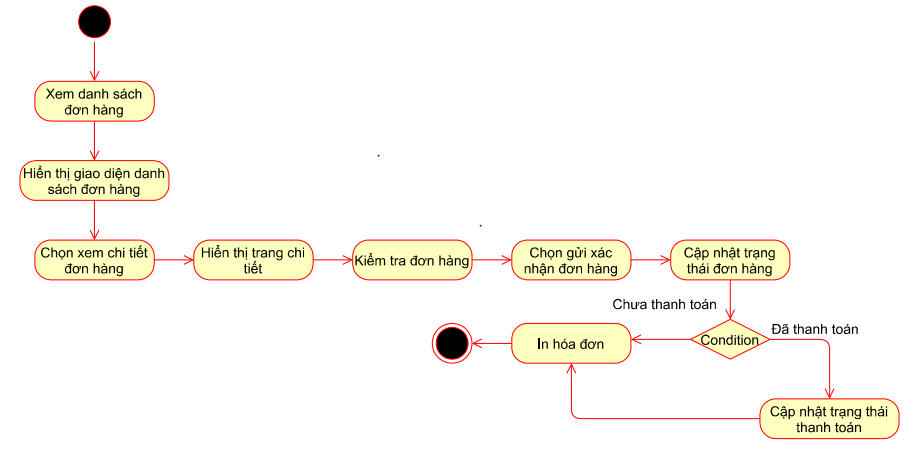 Xem danh sách
đơn hàng
Hiển thị giao diện danh
sách đơn hàng
Chọn xem chi tiết
đơn hàng
Hiển thị trang chi
tiết
Kiểm tra đơn hàng
Chọn gửi xác
nhận đơn hàng
Cập nhật trạng
thái đơn hàng
Chưa thanh toán
Đã thanh toán
Condition
In hóa đơn
Cập nhật trạng thái
thanh toán